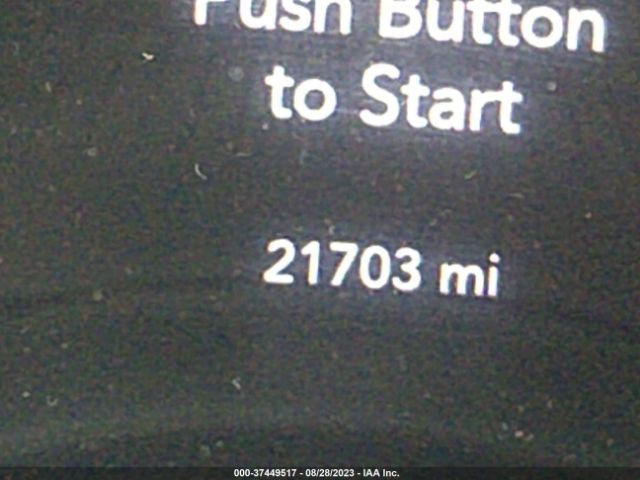 Push Button
to Start
21703 mi
000-37449517 - 08/28/2023 - IAA Inc.